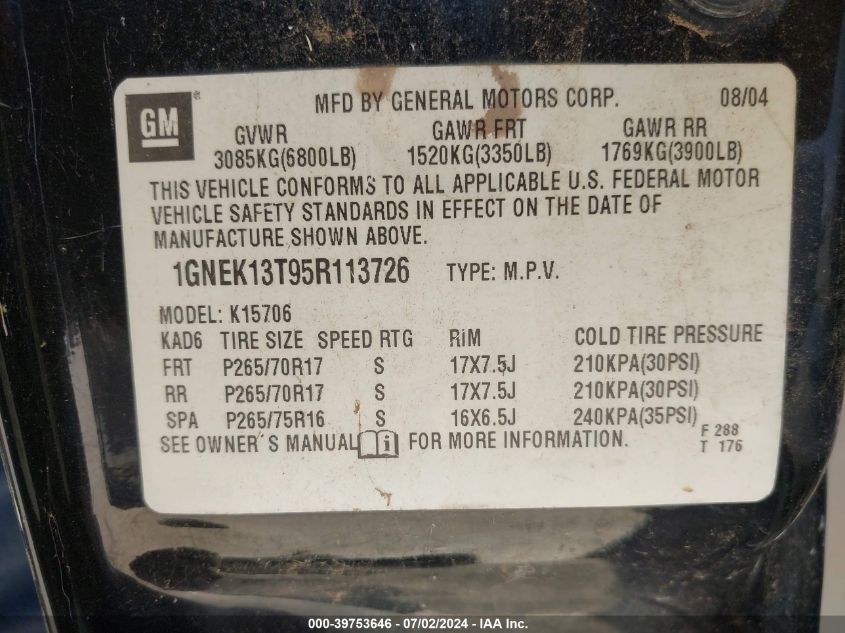 GM ®
MFD BY GENERAL MOTORS CORP. 08/04
GVWR GAWR FRT GAWR RR
3085KG(6800LB) 1520KG(3350LB) 1769KG(3900LB)
THIS VEHICLE CONFORMS TO ALL APPLICABLE U.S. FEDERAL MOTOR
VEHICLE SAFETY STANDARDS IN EFFECT ON THE DATE OF
MANUFACTURE SHOWN ABOVE.
1GNEK13T95R113726 TYPE: M.P.V.
MODEL: K15706
KAD6 TIRE SIZE SPEED RTG RIM COLD TIRE PRESSURE
FRT P265/70R17 S 17X7.5J 210KPA(30PSI)
RR P265/70R17 S 17X7.5J 210KPA(30PSI)
SPA P265/75R16 S 16X6.5J 240KPA(35PSI)
SEE OWNER'S MANUAL i FOR MORE INFORMATION.
F 288
T 176
000-39753646 - 07/02/2024 - IAA Inc.